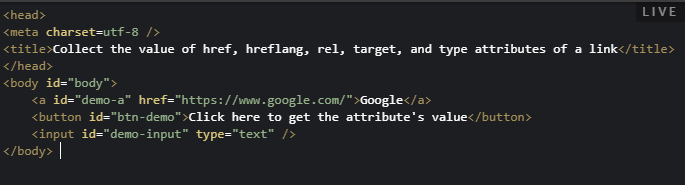 LIVE
<head>
<meta charset=utf-8 />
<title>Collect the value of href, hreflang, rel, target, and type attributes of a link</title>
</head>
<body id="body">
    <a id="demo-a" href="https://www.google.com/">Google</a>
    <button id="btn-demo">Click here to get the attribute's value</button>
    <input id="demo-input" type="text" />
</body>